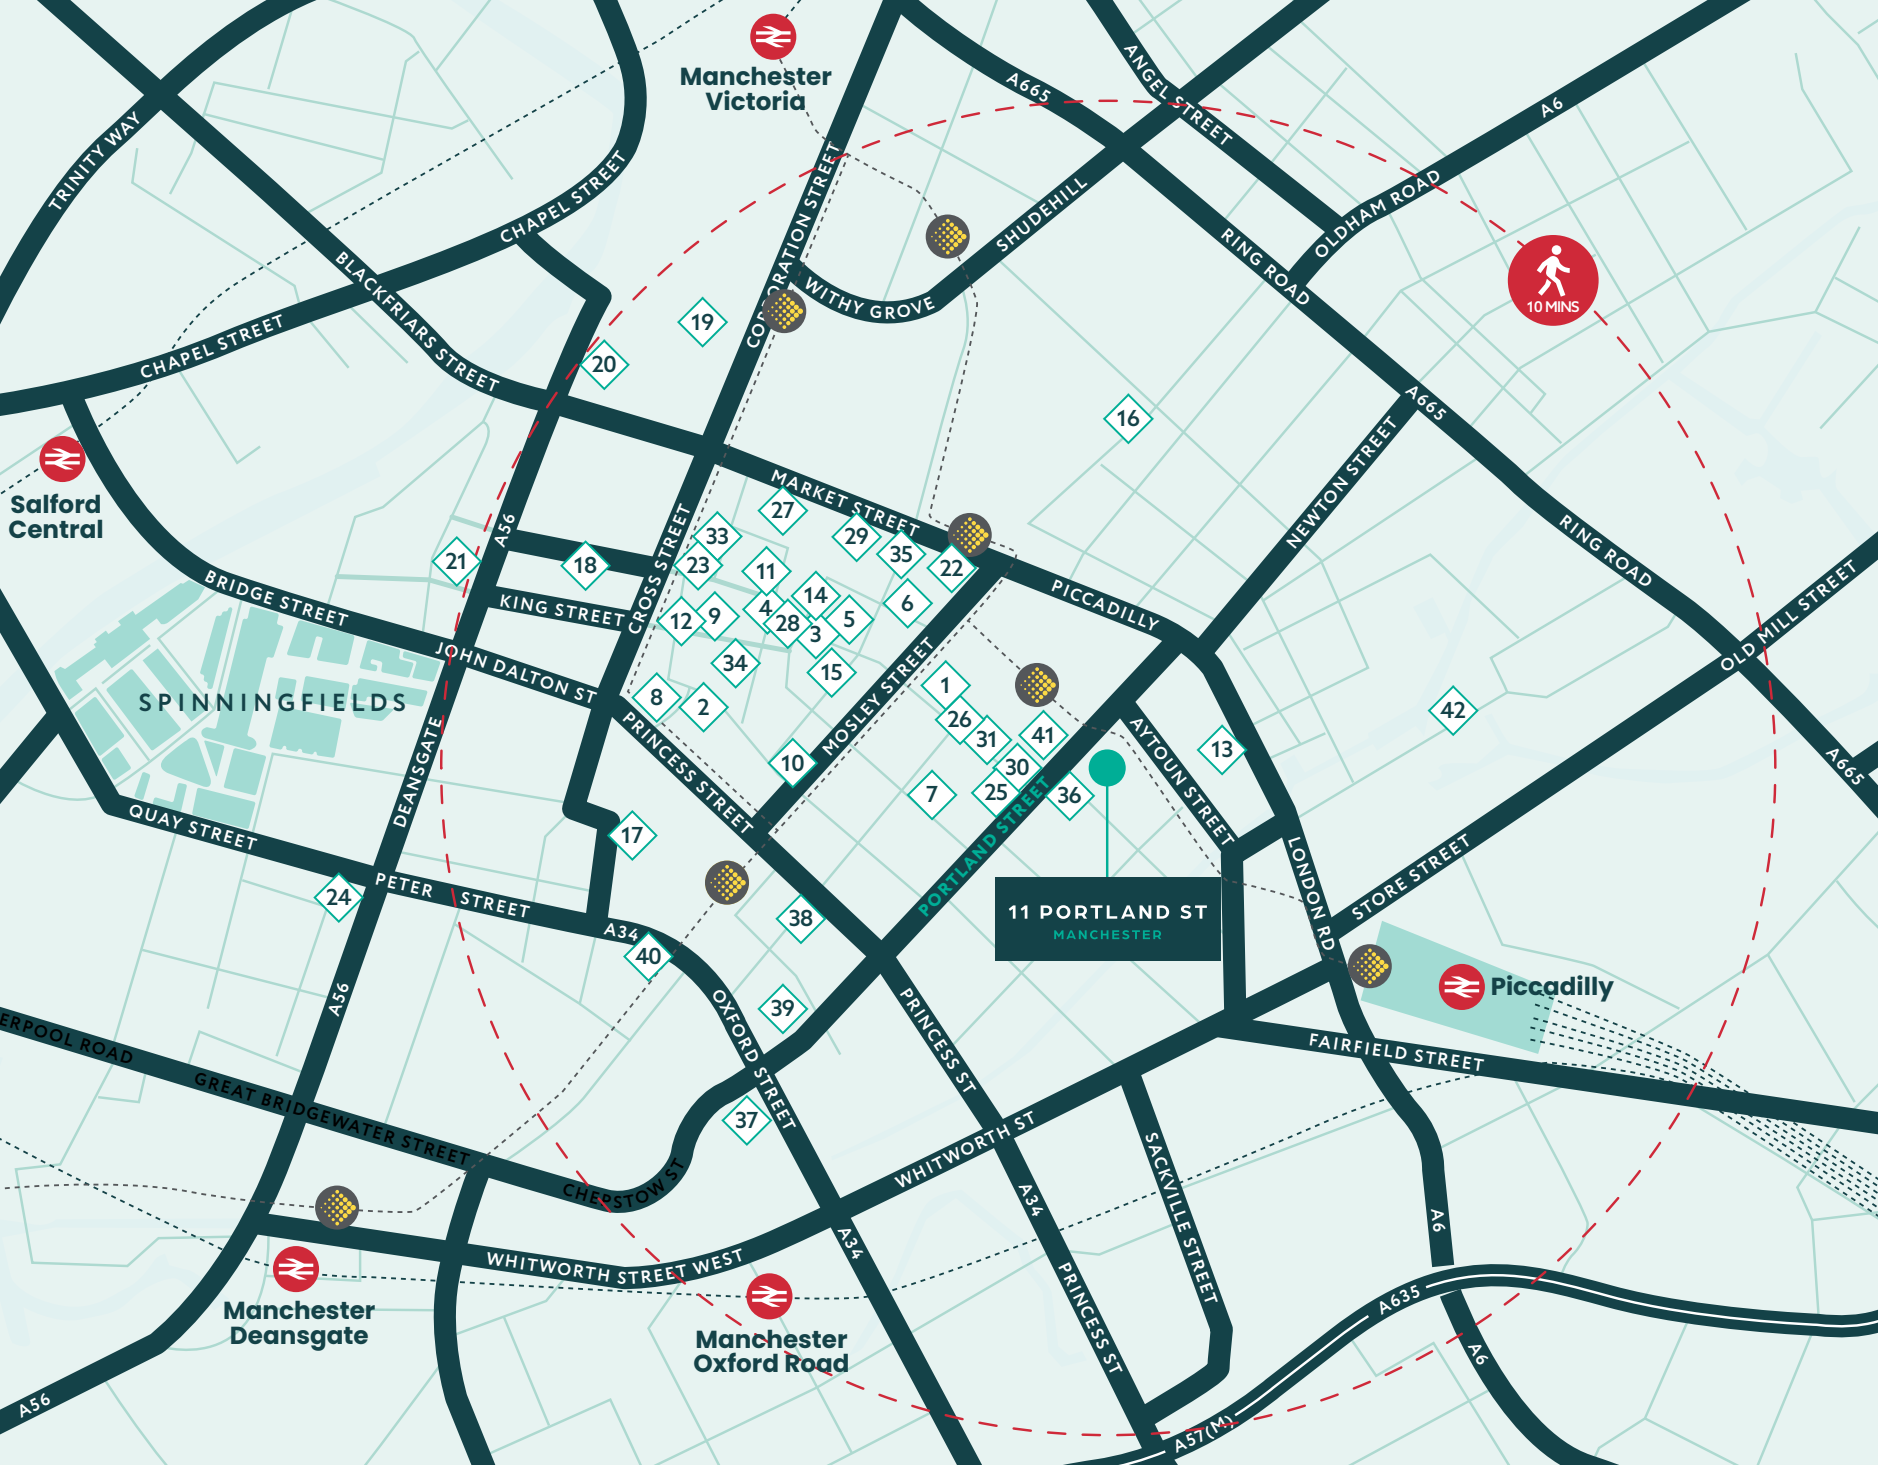 Manchester
Victoria
A665
ANGEL STREET
A6
TRINITY WAY
CHAPEL STREET
CORPORATION STREET
SHUDEHILL
OLDHAM ROAD
RING ROAD
BLACKFRIARS STREET
WITHY GROVE
10 MINS
CHAPEL STREET
19
20
16
A665
Salford
Central
MARKET STREET
NEWTON STREET
27
33
29
35
22
A56
21
18
23
11
14
6
RING ROAD
BRIDGE STREET
KING STREET
CROSS STREET
12
9
4
28
3
5
PICCADILLY
OLD MILL STREET
JOHN DALTON ST
34
15
MOSLEY STREET
1
8
2
SPINNINGFIELDS
42
26
31
41
13
AYTOUN STREET
DEANSGATE
PRINCESS STREET
10
30
25
36
7
A665
QUAY STREET
17
PORTLAND STREET
LONDON RD
STORE STREET
24
PETER STREET
A34
38
40
11 PORTLAND ST
MANCHESTER
Piccadilly
A56
OXFORD STREET
39
PRINCESS ST
ERPOOL ROAD
GREAT BRIDGEWATER STREET
FAIRFIELD STREET
37
CHEPSTOW ST
WHITWORTH ST
SACKVILLE STREET
A34
A6
WHITWORTH STREET WEST
A34
Manchester
Deansgate
Manchester
Oxford Road
PRINCESS ST
A635
A6
A56
A57(M)